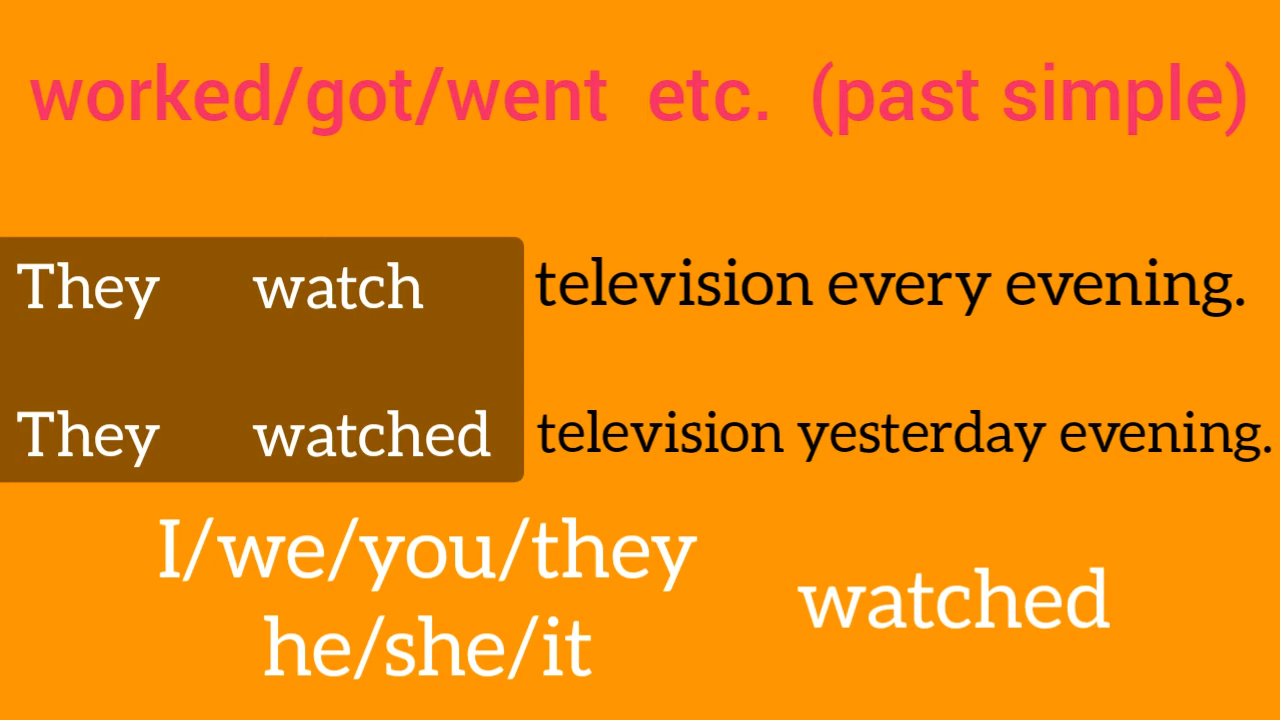 worked/got/went etc. (past simple)
They watch television every evening.
They watched television yesterday evening.
I/we/you/they
he/she/it
watched